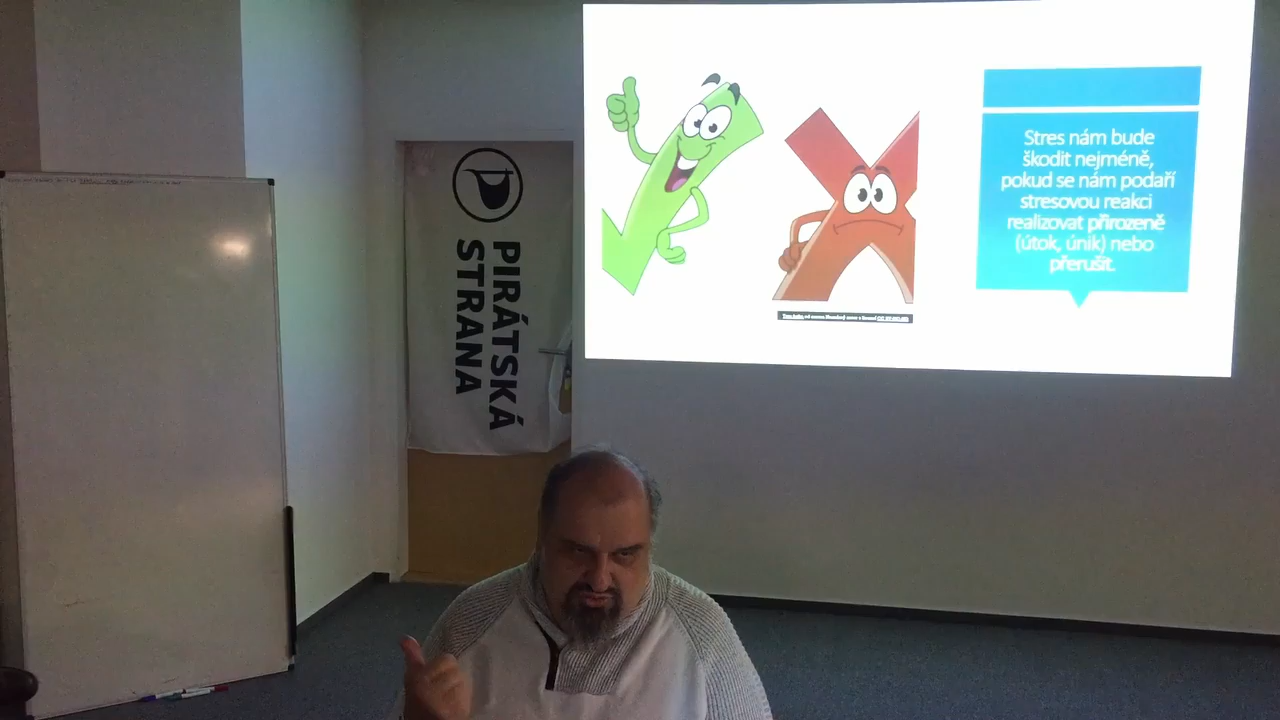 PIRÁTSKÁ
STRANA
Stres nám bude
škodit nejméně,
pokud se nám podaří
stresovou reakci
realizovat přirozeně
(útok, únik) nebo
přerušit.